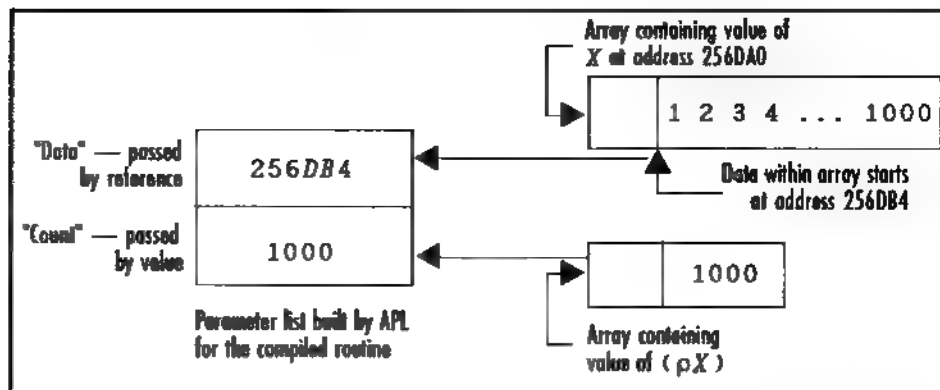 Array containing value of
X at address 256DA0
1 2 3 4 ... 1000
"Data" — passed
by reference
256DB4
Data within array starts
at address 256DB4
"Count" — passed
by value
1000
1000
Parameter list built by APL
for the compiled routine
Array containing
value of (ρX)